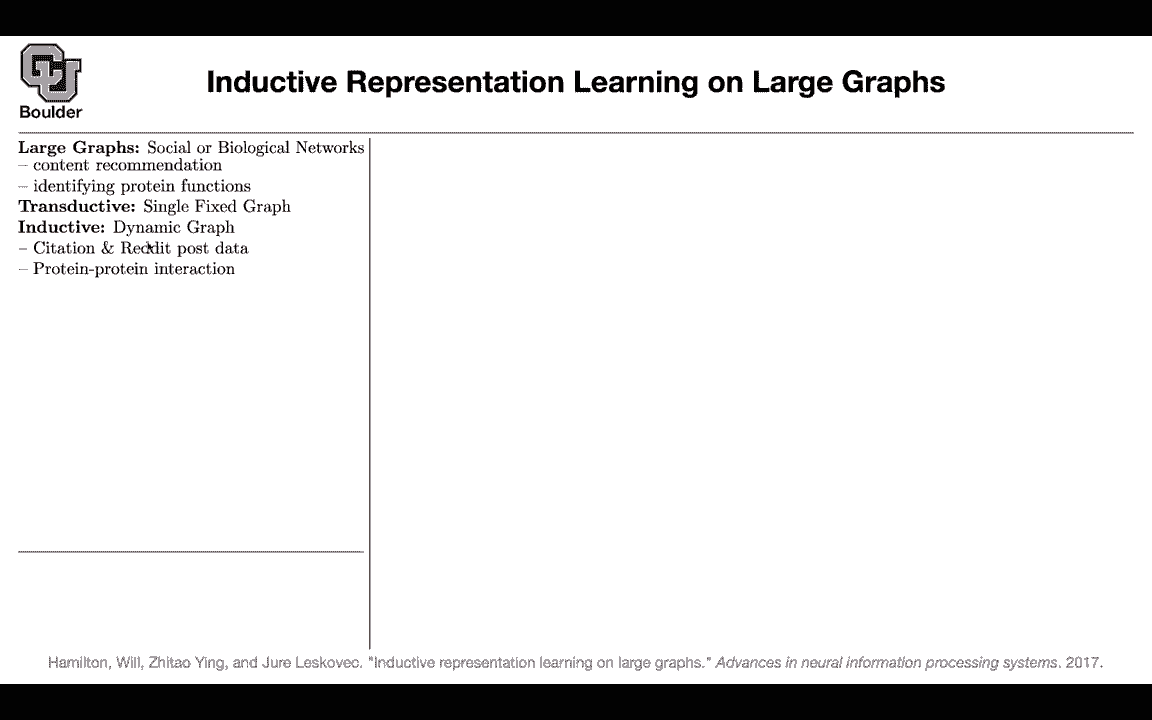 CU
Boulder
Inductive Representation Learning on Large Graphs
Large Graphs: Social or Biological Networks
– content recommendation
– identifying protein functions
Transductive: Single Fixed Graph
Inductive: Dynamic Graph
– Citation & Reddit post data
– Protein-protein interaction
Hamilton, Will, Zhitao Ying, and Jure Leskovec. "Inductive representation learning on large graphs." Advances in neural information processing systems. 2017.